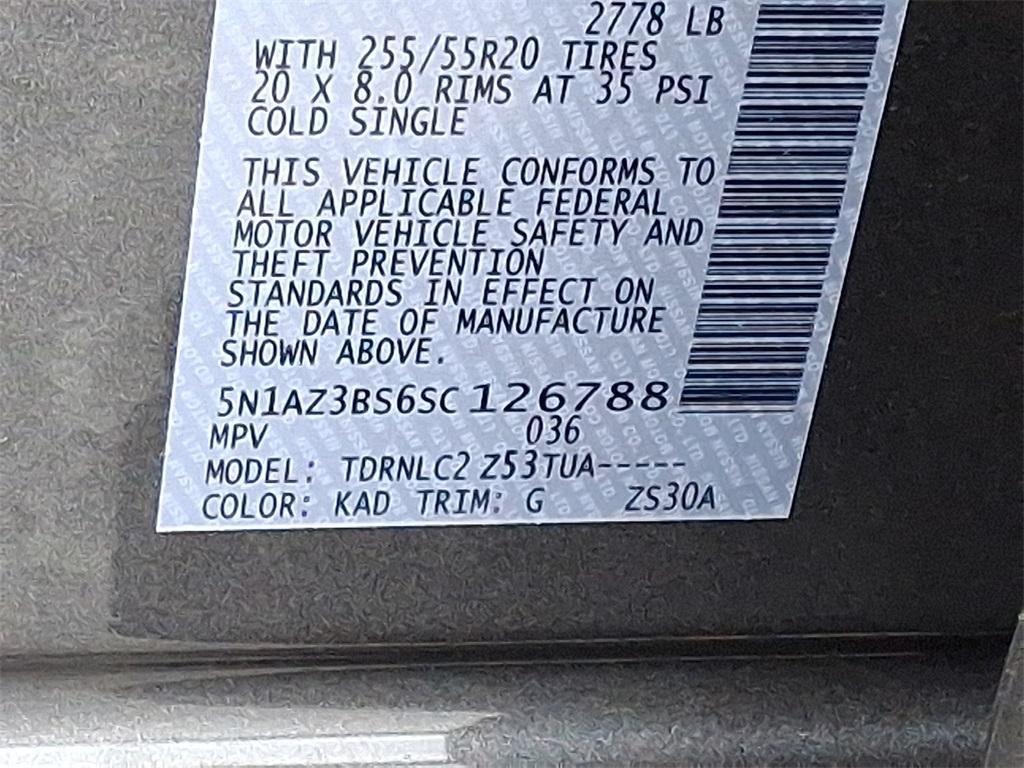 2778 LB
WITH 255/55R20 TIRES
20 X 8.0 RIMS AT 35 PSI
COLD SINGLE
THIS VEHICLE CONFORMS TO
ALL APPLICABLE FEDERAL
MOTOR VEHICLE SAFETY AND
THEFT PREVENTION
STANDARDS IN EFFECT ON
THE DATE OF MANUFACTURE
SHOWN ABOVE.
5N1AZ3BS6SC126788
MPV 036
MODEL: TDRNLC2 Z53TUA-----
COLOR: KAD TRIM: G ZS30A